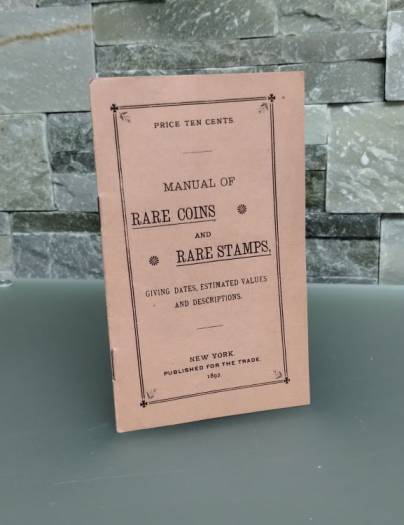 PRICE TEN CENTS.
MANUAL OF
RARE COINS
AND
RARE STAMPS,
GIVING DATES, ESTIMATED VALUES
AND DESCRIPTIONS.
NEW YORK.
PUBLISHED FOR THE TRADE.
1892.